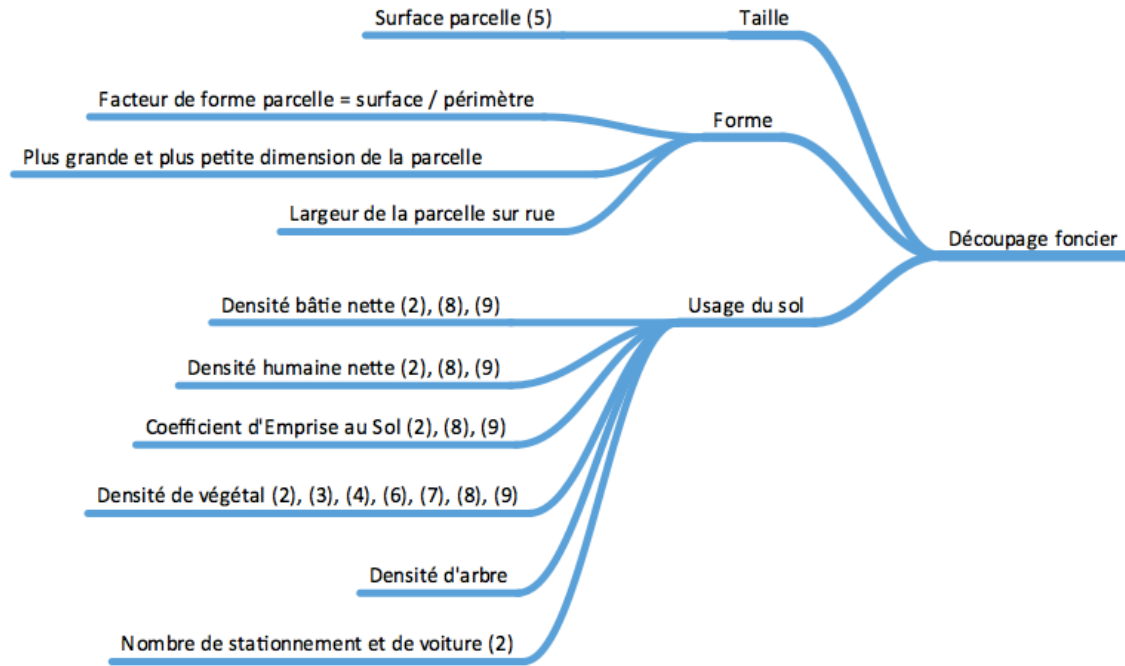 Surface parcelle (5)
Taille
Facteur de forme parcelle = surface / périmètre
Forme
Plus grande et plus petite dimension de la parcelle
Largeur de la parcelle sur rue
Découpage foncier
Densité bâtie nette (2), (8), (9)
Usage du sol
Densité humaine nette (2), (8), (9)
Coefficient d'Emprise au Sol (2), (8), (9)
Densité de végétal (2), (3), (4), (6), (7), (8), (9)
Densité d'arbre
Nombre de stationnement et de voiture (2)